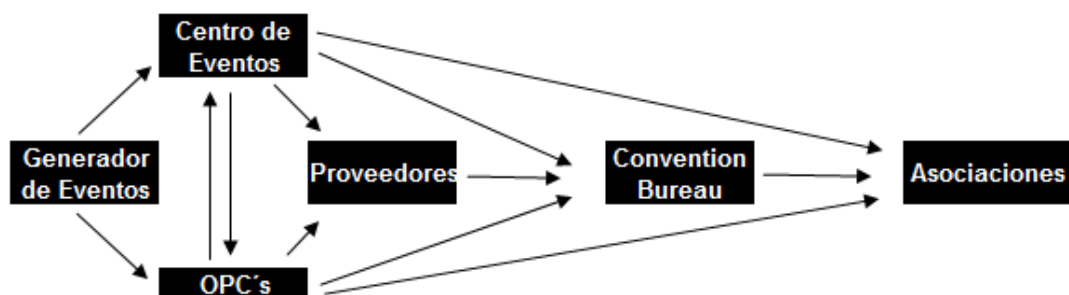 Centro de
Eventos
Generador
de Eventos
Proveedores
Convention
Bureau
Asociaciones
OPC´s